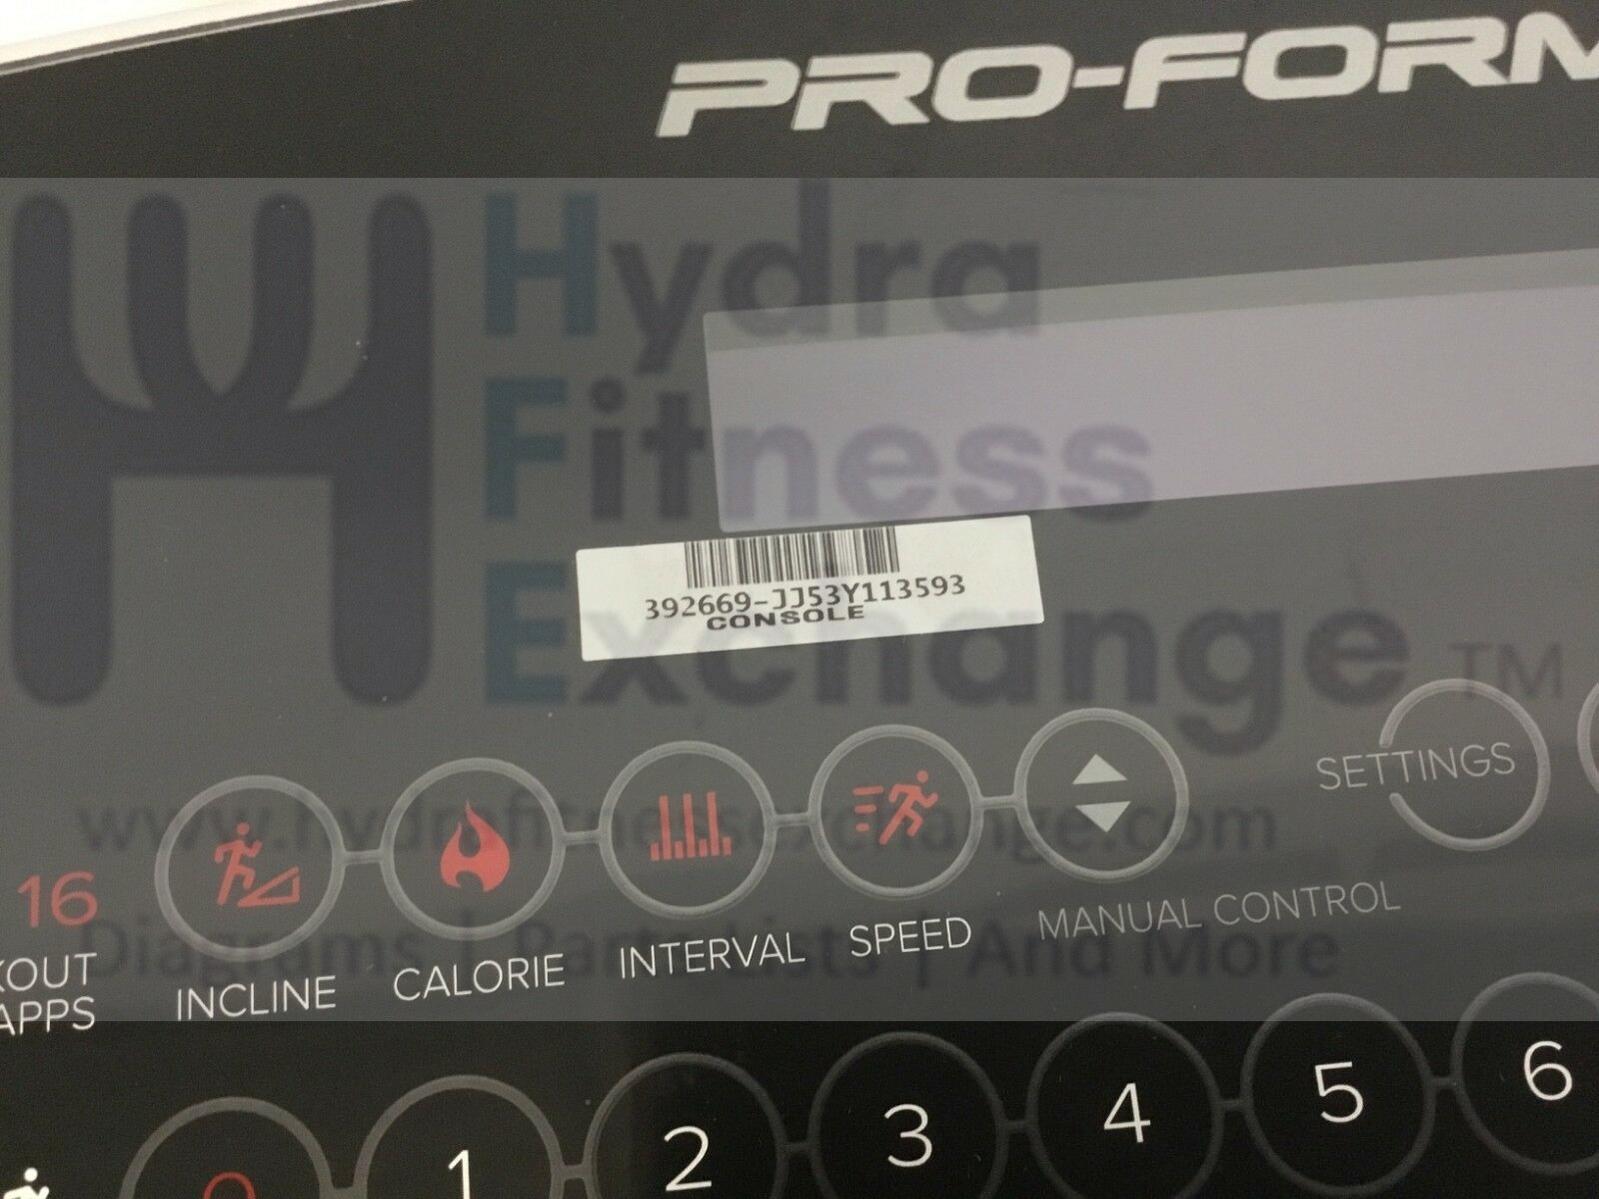 PRO-FORM
Hydra
Fitness
Exchange TM
392669-JJ53Y113593
CONSOLE
www.hydrafitnessexchange.com
Diagrams | Parts Lists | And More
SETTINGS
16
KOUT
APPS
INCLINE
CALORIE
INTERVAL
SPEED
MANUAL CONTROL
0
1
2
3
4
5
6